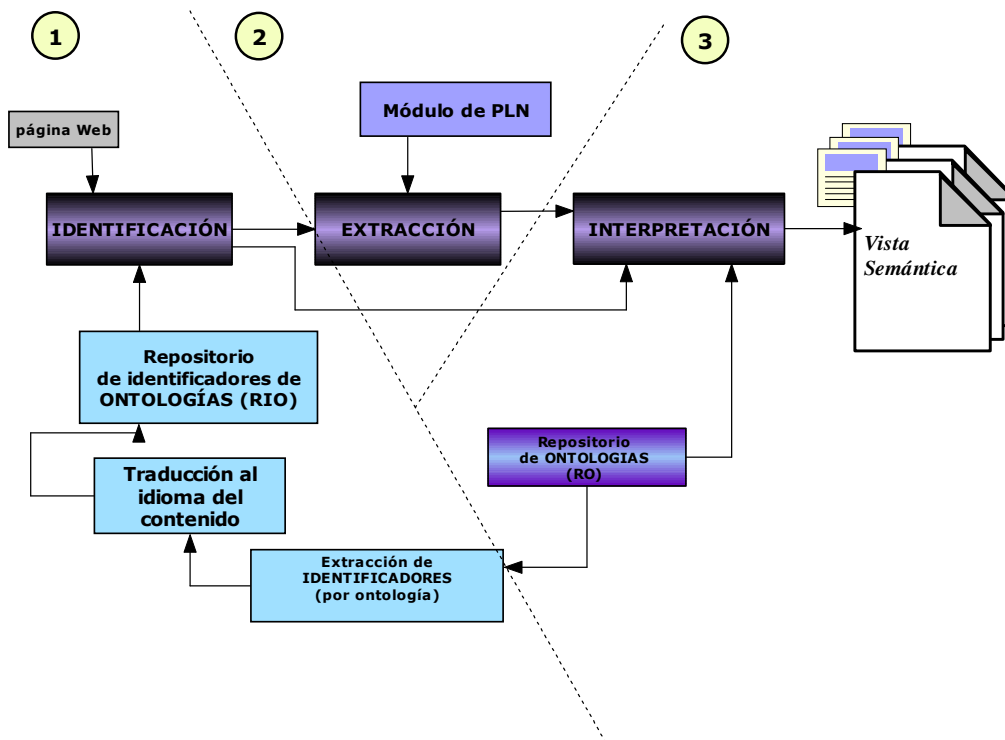 1
2
3
Módulo de PLN
página Web
IDENTIFICACIÓN
EXTRACCIÓN
INTERPRETACIÓN
Vista
Semántica
Repositorio
de identificadores de
ONTOLOGÍAS (RIO)
Repositorio
de ONTOLOGIAS
(RO)
Traducción al
idioma del
contenido
Extracción de
IDENTIFICADORES
(por ontología)